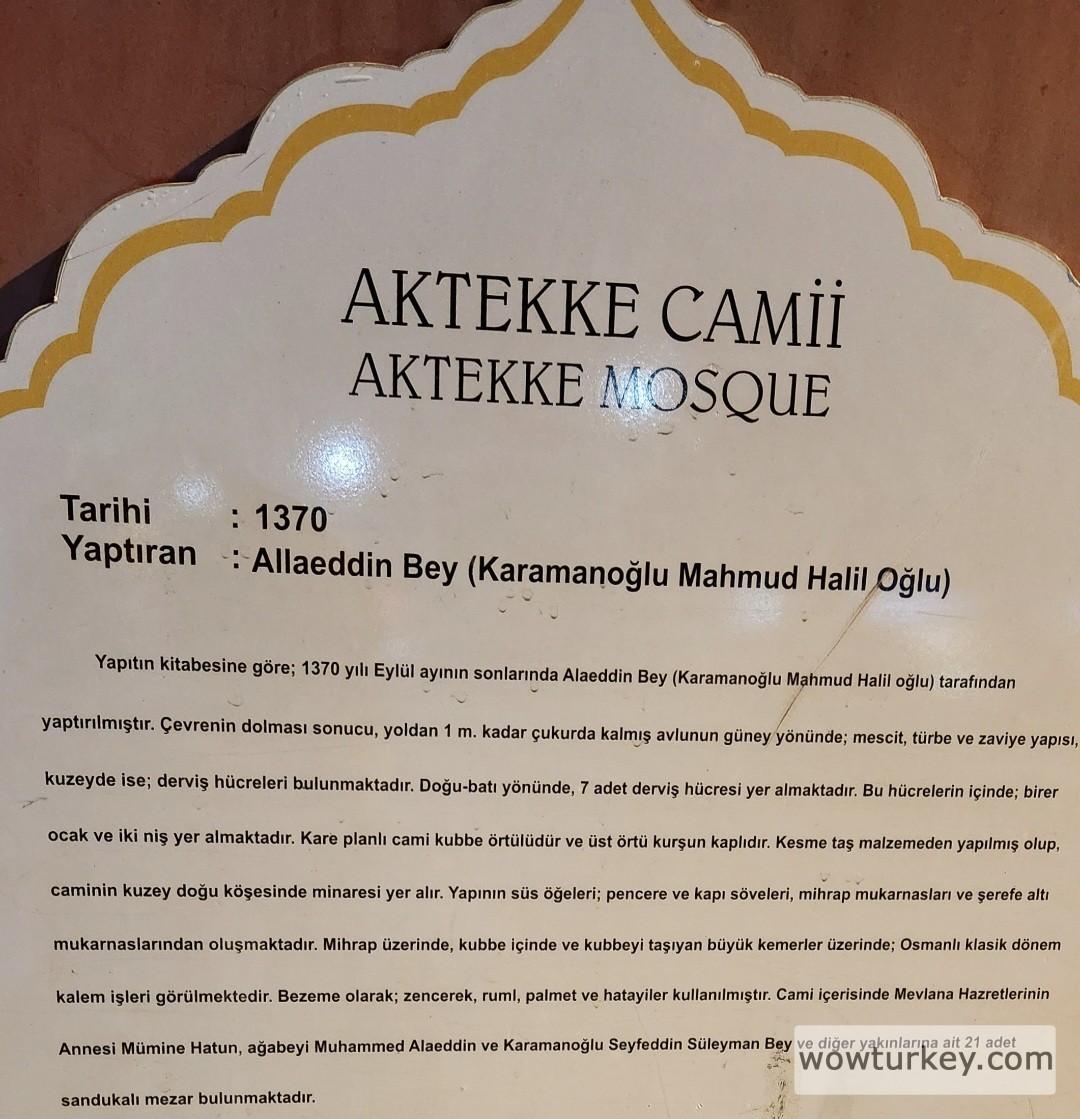 AKTEKKE CAMİİ
AKTEKKE MOSQUE
Tarihi : 1370
Yaptıran : Allaeddin Bey (Karamanoğlu Mahmud Halil Oğlu)
Yapıtın kitabesine göre; 1370 yılı Eylül ayının sonlarında Alaeddin Bey (Karamanoğlu Mahmud Halil oğlu) tarafından
yaptırılmıştır. Çevrenin dolması sonucu, yoldan 1 m. kadar çukurda kalmış avlunun güney yönünde; mescit, türbe ve zaviye yapısı,
kuzeyde ise; derviş hücreleri bulunmaktadır. Doğu-batı yönünde, 7 adet derviş hücresi yer almaktadır. Bu hücrelerin içinde; birer
ocak ve iki niş yer almaktadır. Kare planlı cami kubbe örtülüdür ve üst örtü kurşun kaplıdır. Kesme taş malzemeden yapılmış olup,
caminin kuzey doğu köşesinde minaresi yer alır. Yapının süs öğeleri; pencere ve kapı söveleri, mihrap mukarnasları ve şerefe altı
mukarnaslarından oluşmaktadır. Mihrap üzerinde, kubbe içinde ve kubbeyi taşıyan büyük kemerler üzerinde; Osmanlı klasik dönem
kalem işleri görülmektedir. Bezeme olarak; zencerek, ruml, palmet ve hatayiler kullanılmıştır. Cami içerisinde Mevlana Hazretlerinin
Annesi Mümine Hatun, ağabeyi Muhammed Alaeddin ve Karamanoğlu Seyfeddin Süleyman Bey ve diğer yakınlarına ait 21 adet
sandukalı mezar bulunmaktadır.
wowturkey.com